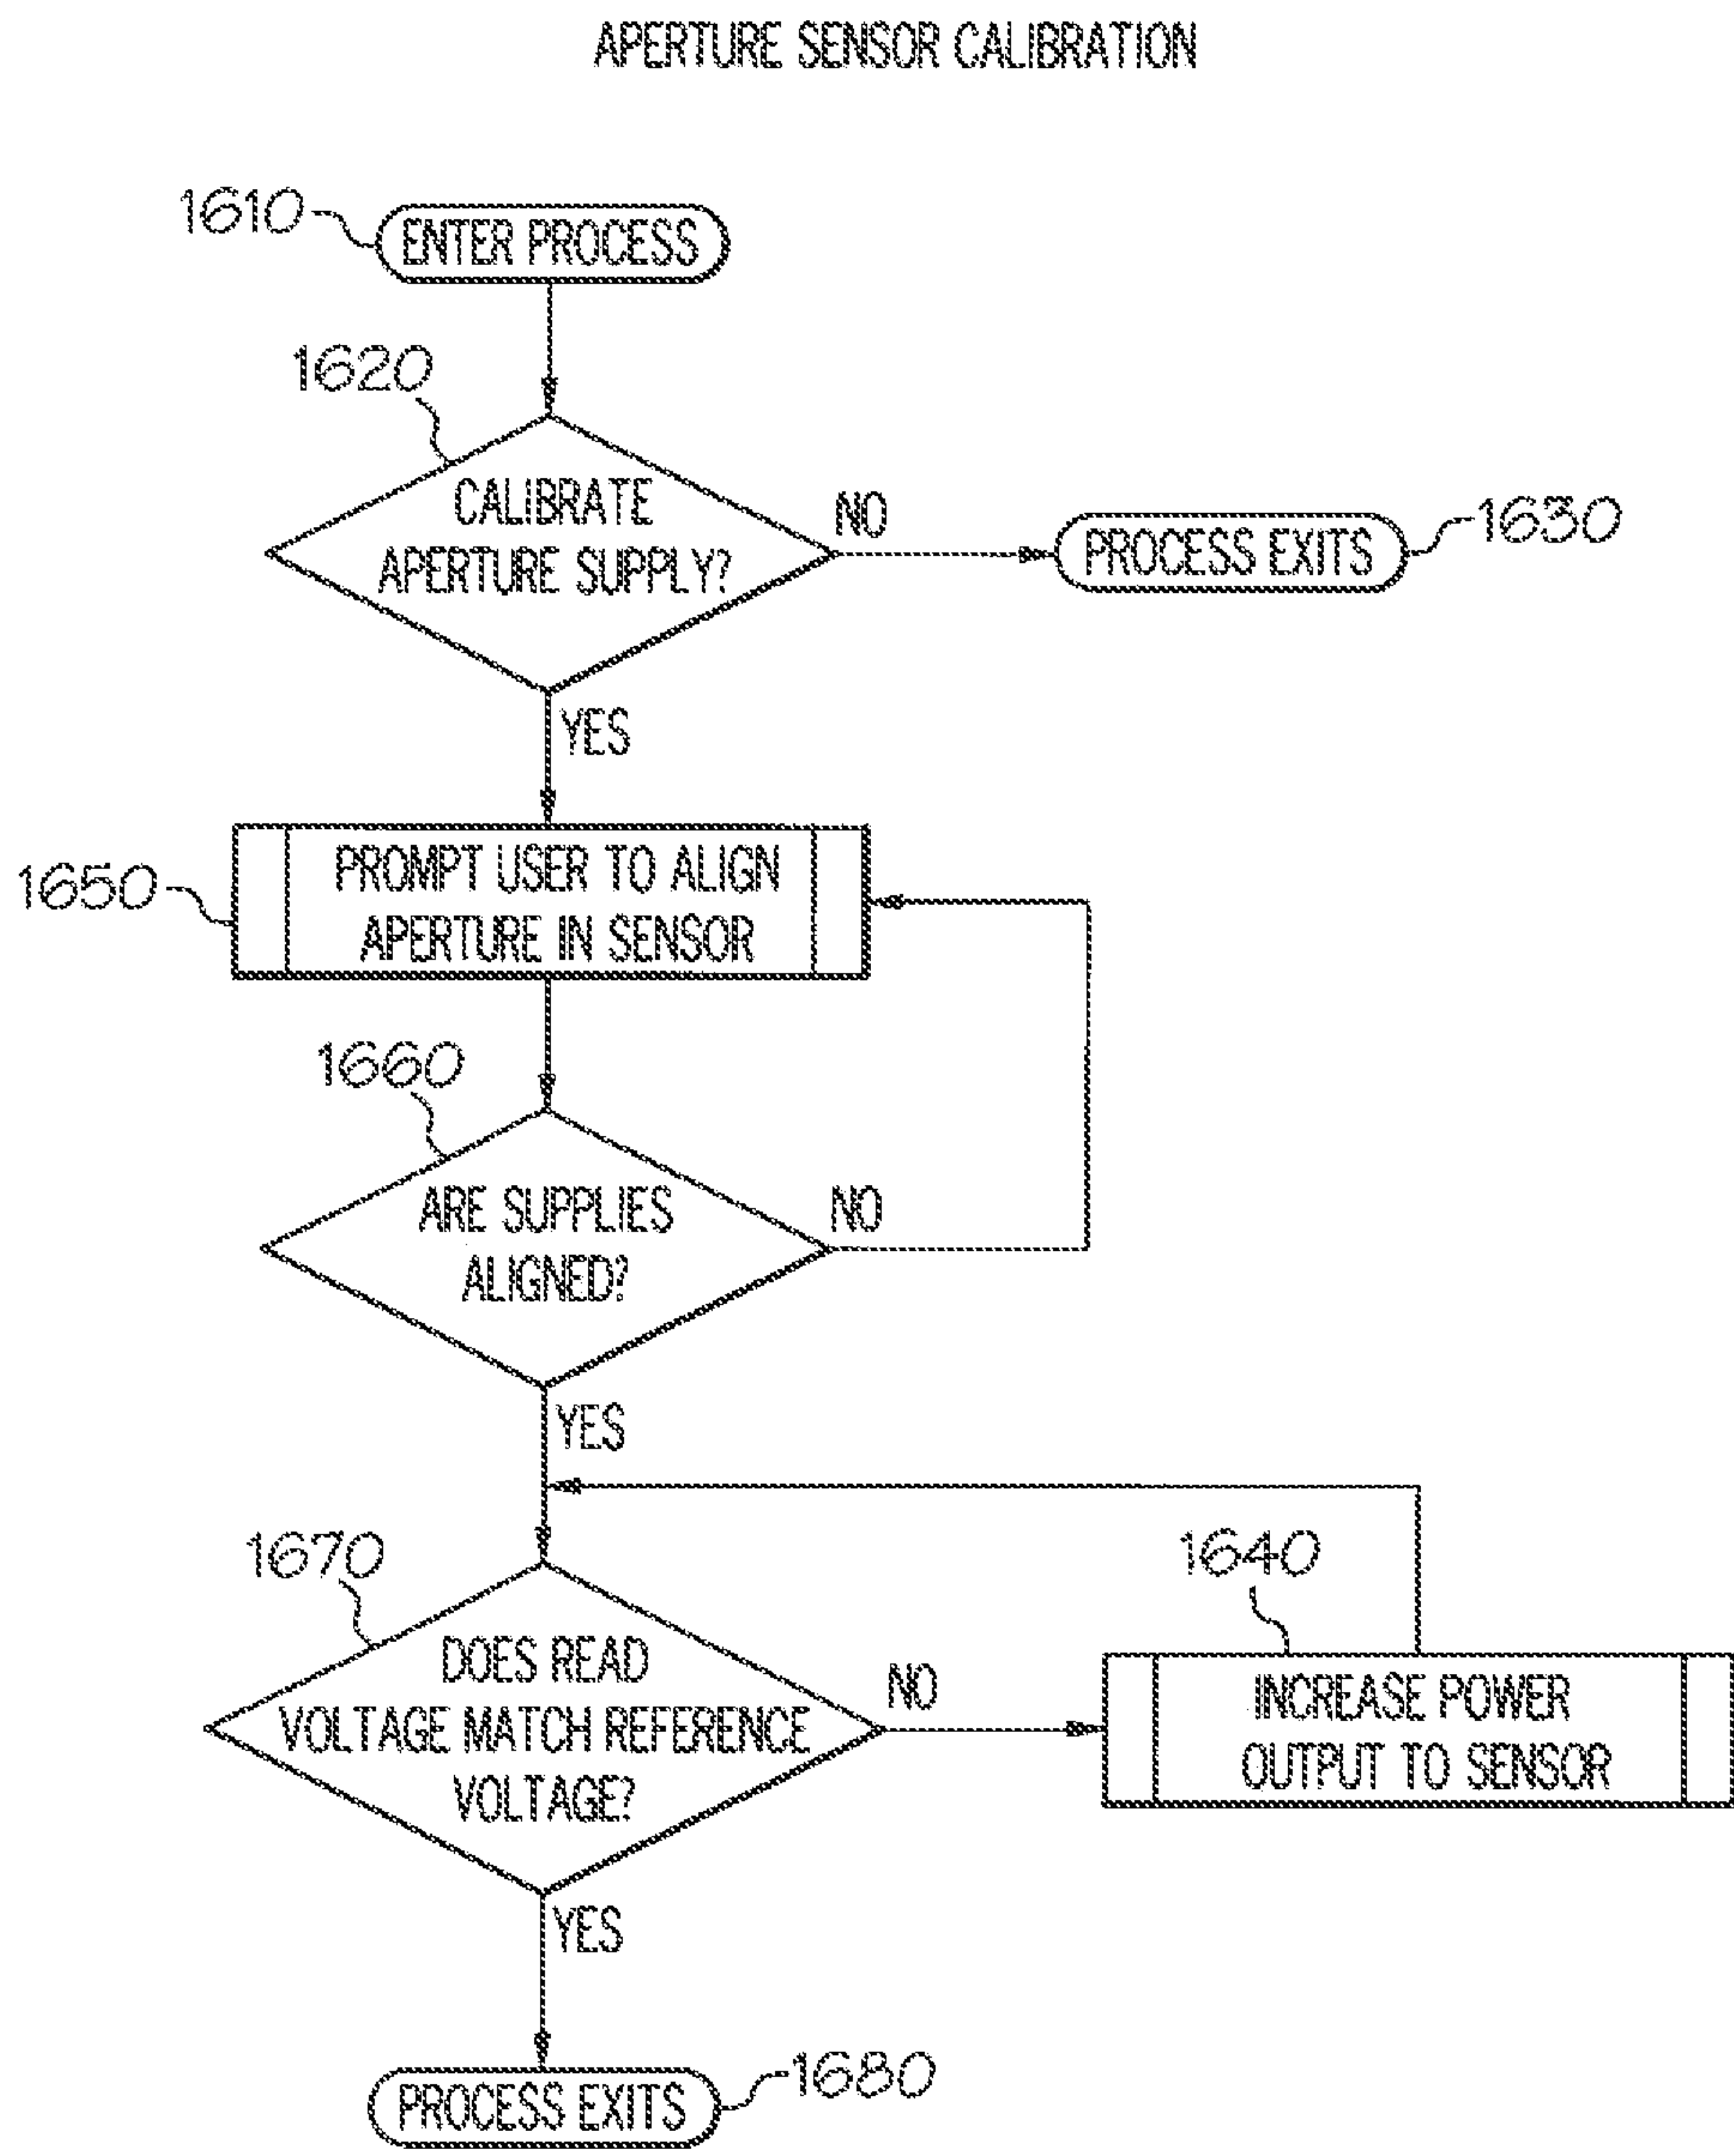 APERTURE SENSOR CALIBRATION
1610
ENTER PROCESS
1620
CALIBRATE
APERTURE SUPPLY?
NO
PROCESS EXITS
1630
YES
1650
PROMPT USER TO ALIGN
APERTURE IN SENSOR
1660
ARE SUPPLIES
ALIGNED?
NO
YES
1670
DOES READ
VOLTAGE MATCH REFERENCE
VOLTAGE?
NO
1640
INCREASE POWER
OUTPUT TO SENSOR
YES
PROCESS EXITS
1680